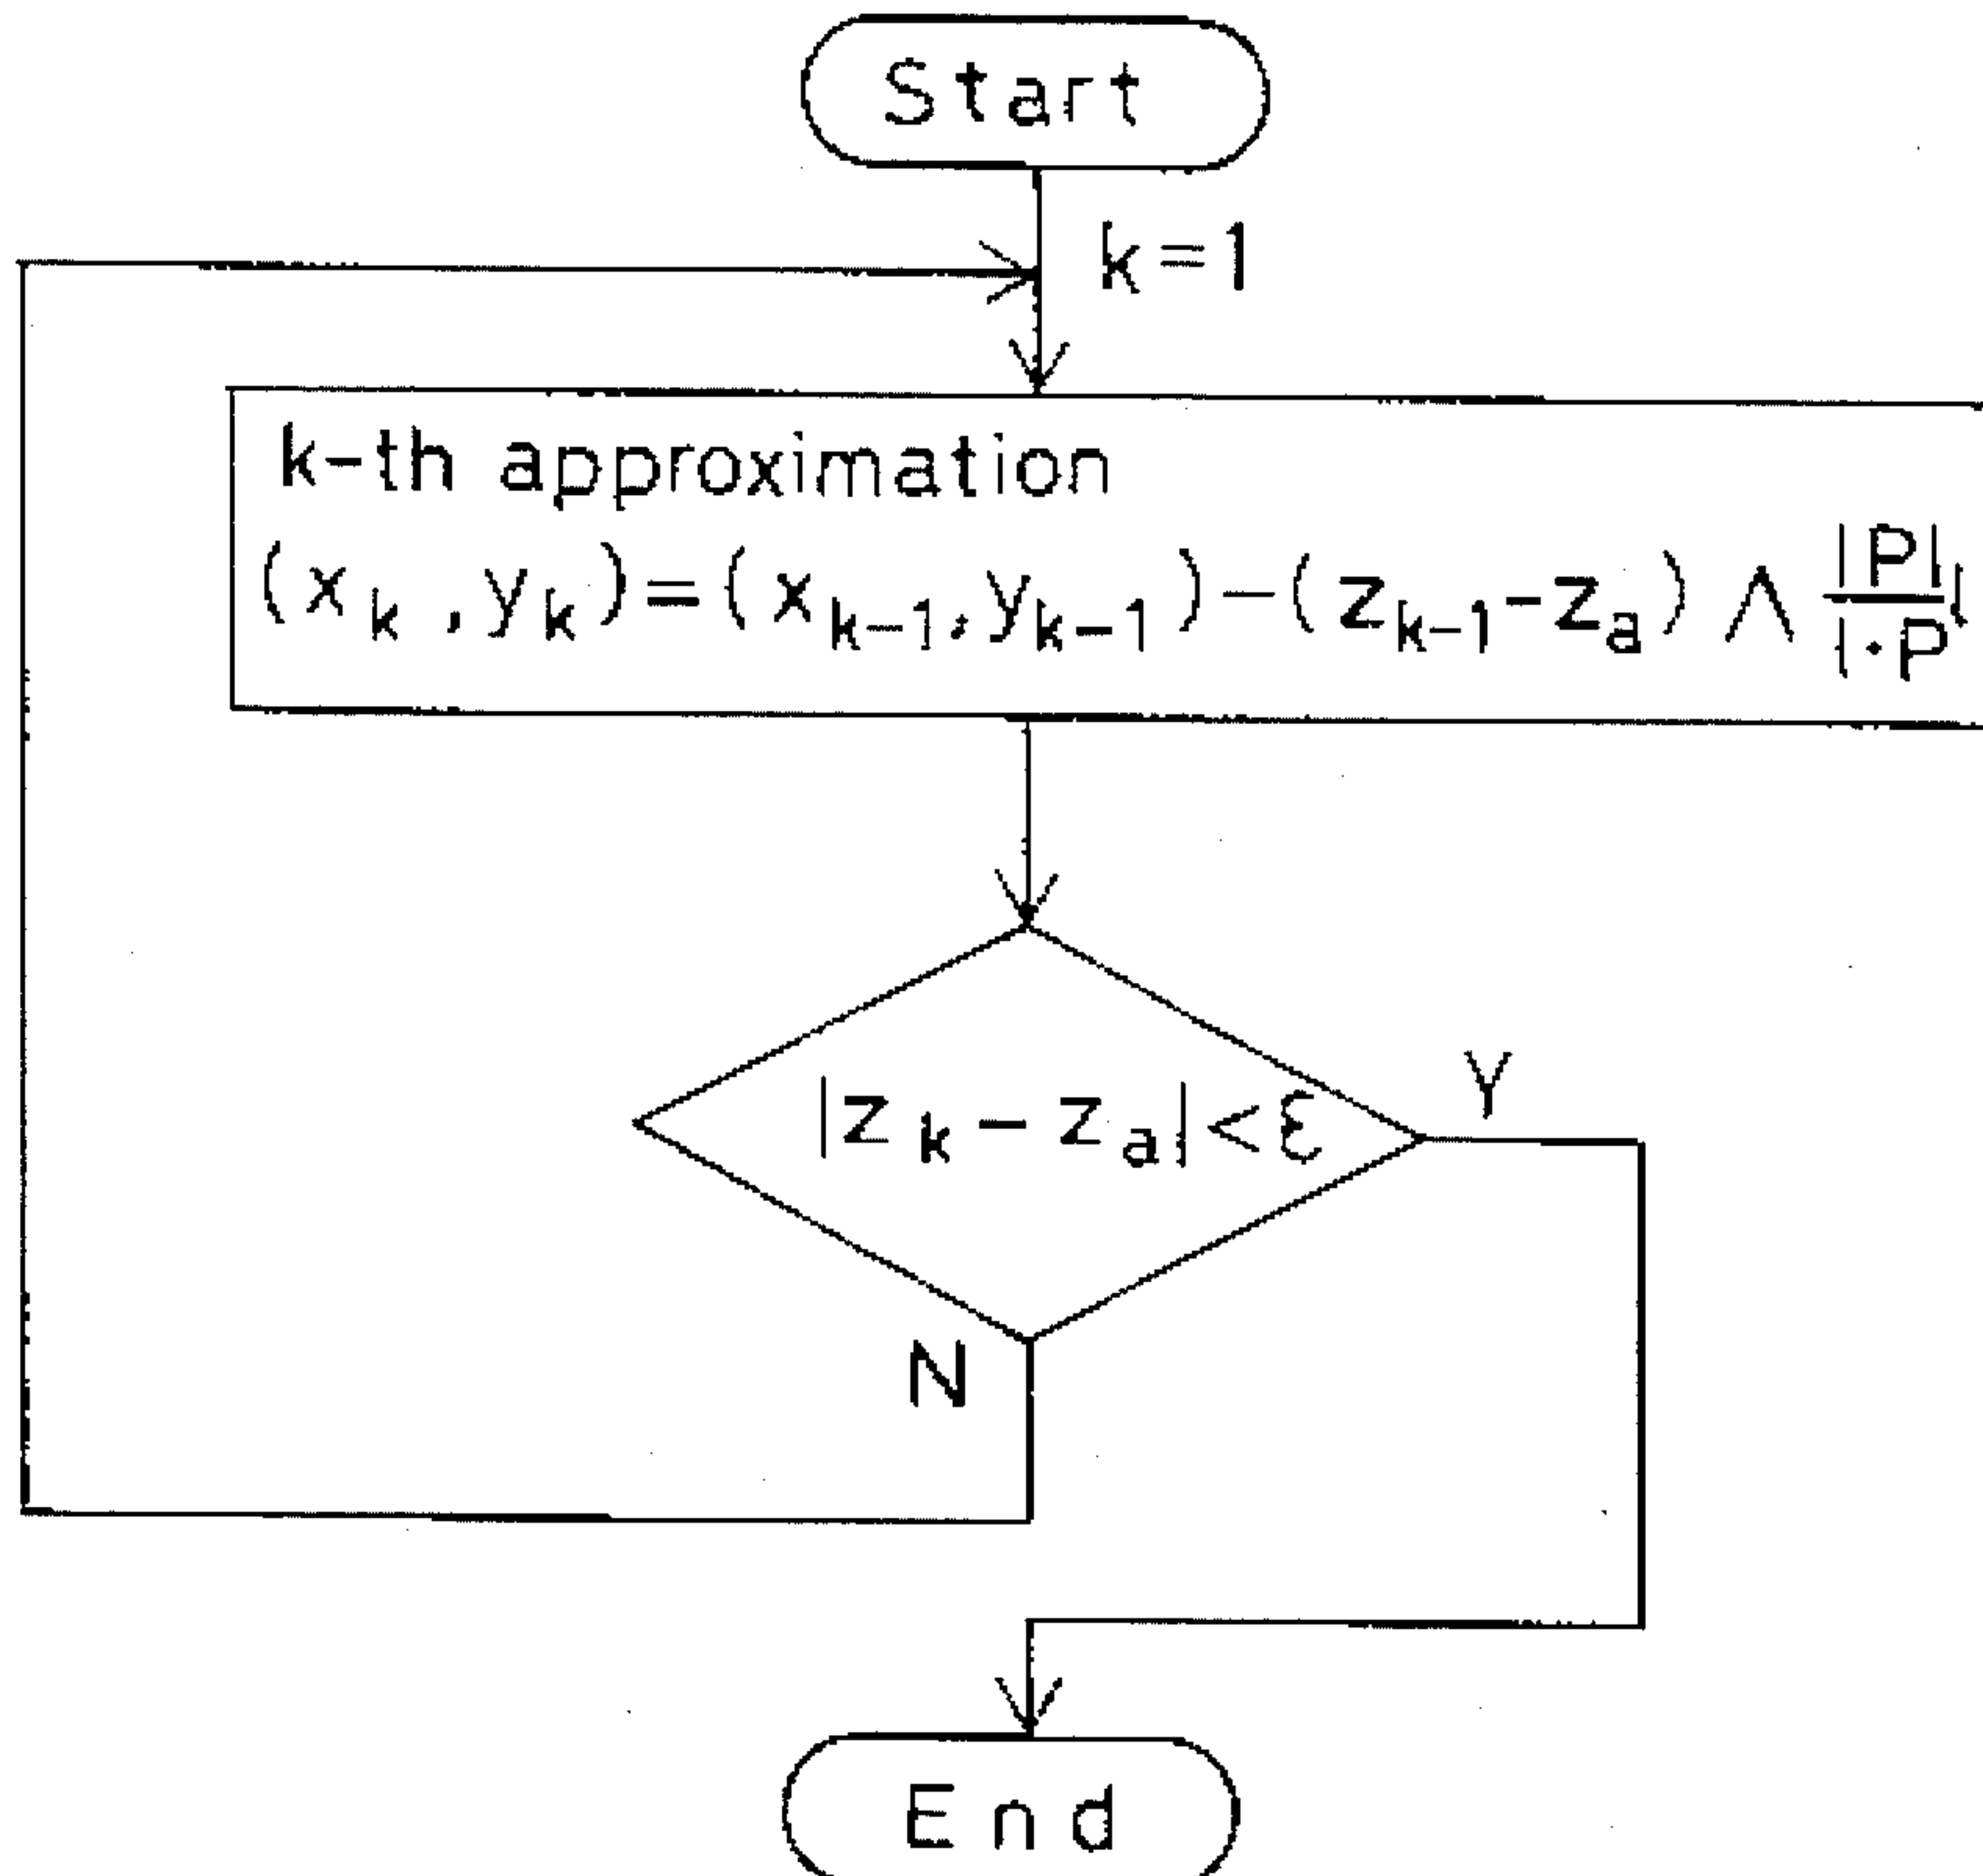 Start
k=1
k-th approximation
(x_k, y_k)=(x_{k-1}, y_{k-1})-(z_{k-1}-z_a) ∧ |P|/|·P
|z_k-z_a|<ε
Y
N
End